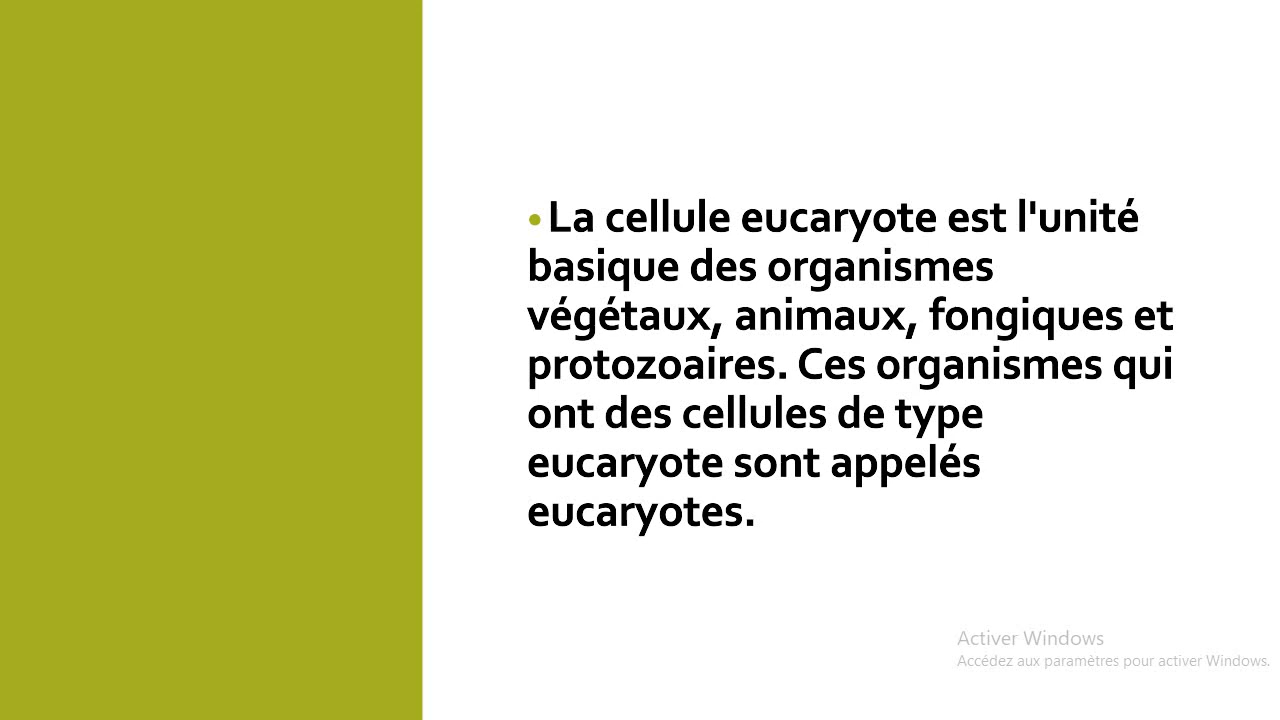 •La cellule eucaryote est l'unité
basique des organismes
végétaux, animaux, fongiques et
protozoaires. Ces organismes qui
ont des cellules de type
eucaryote sont appelés
eucaryotes.
Activer Windows
Accédez aux paramètres pour activer Windows.